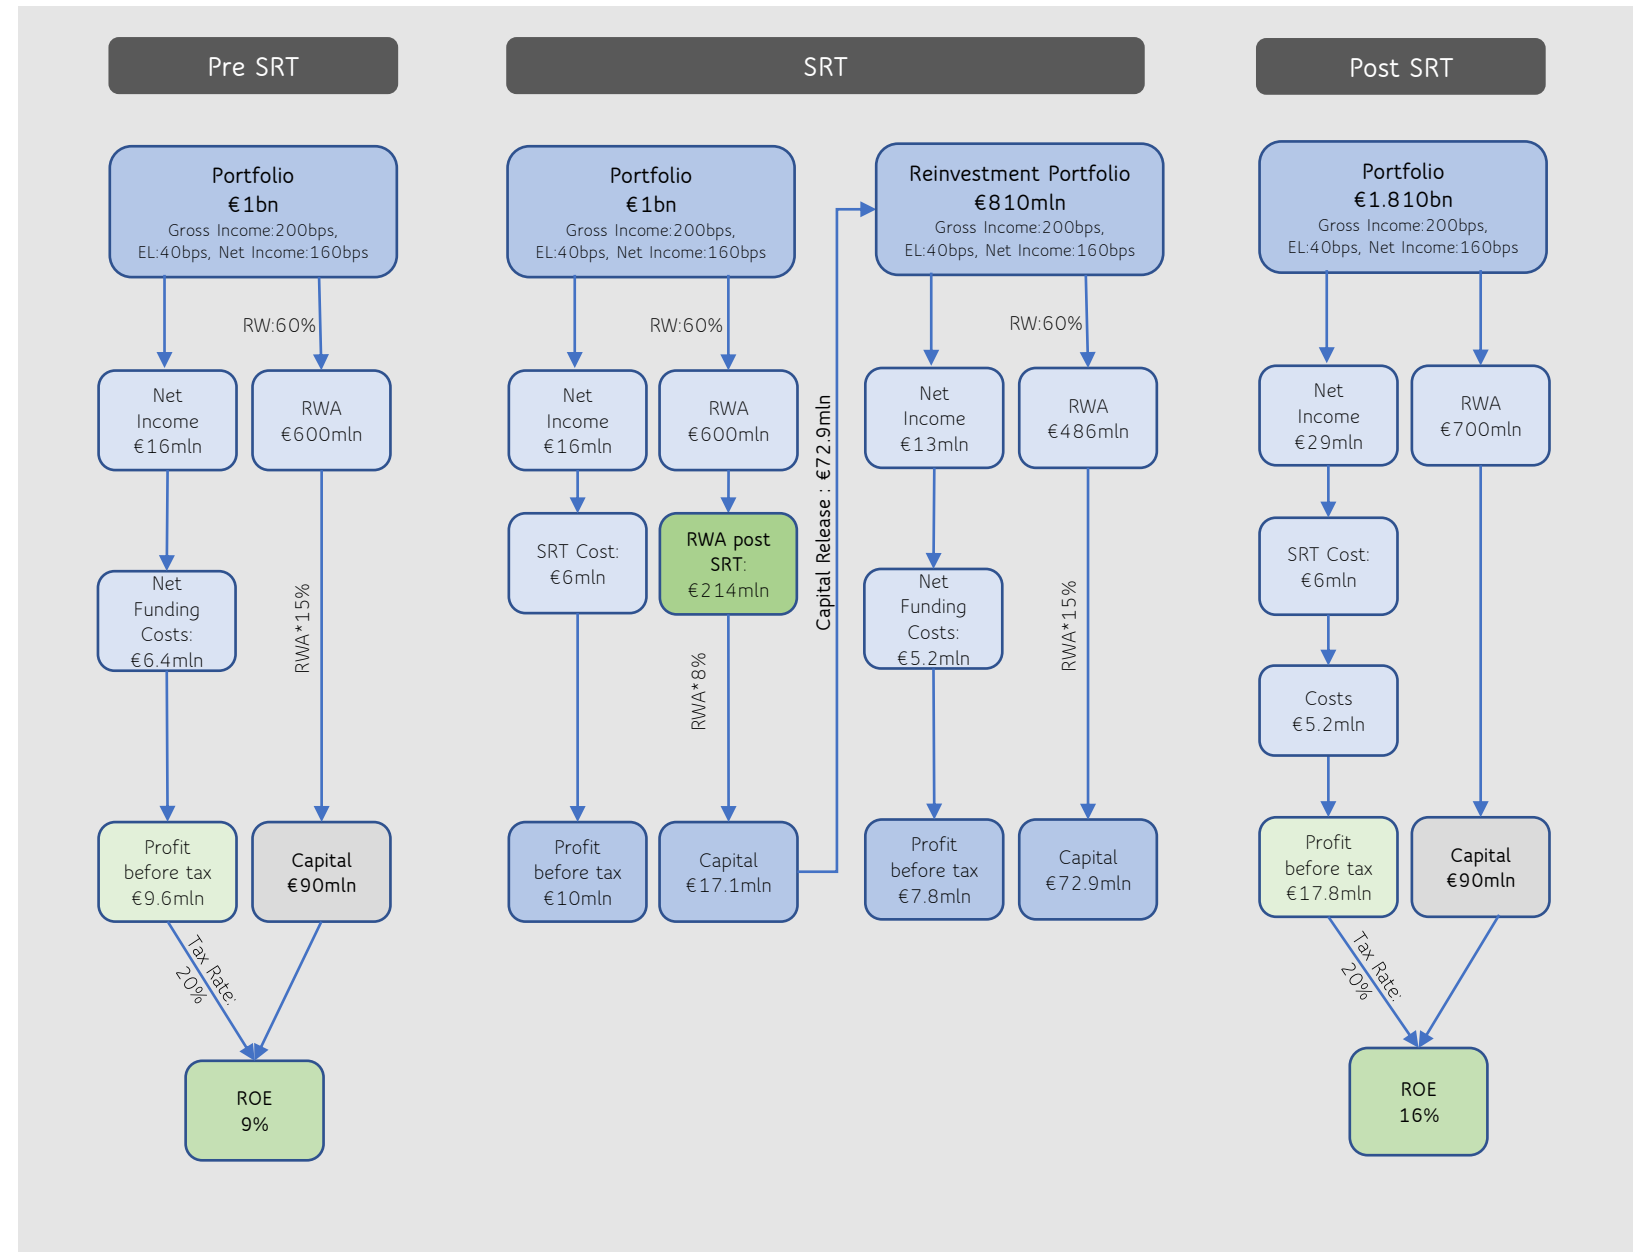 Pre SRT
SRT
Post SRT
Portfolio
€1bn
Gross Income:200bps,
EL:40bps, Net Income:160bps
RW:60%
Net
Income
€16mln
RWA
€600mln
Net
Funding
Costs:
€6.4mln
RWA*15%
Profit
before tax
€9.6mln
Capital
€90mln
Tax Rate:
20%
ROE
9%
Portfolio
€1bn
Gross Income:200bps,
EL:40bps, Net Income:160bps
RW:60%
Net
Income
€16mln
RWA
€600mln
SRT Cost:
€6mln
RWA post
SRT:
€214mln
RWA*8%
Profit
before tax
€10mln
Capital
€17.1mln
Capital Release : €72.9mln
Reinvestment Portfolio
€810mln
Gross Income:200bps,
EL:40bps, Net Income:160bps
RW:60%
Net
Income
€13mln
RWA
€486mln
Net
Funding
Costs:
€5.2mln
RWA*15%
Profit
before tax
€7.8mln
Capital
€72.9mln
Portfolio
€1.810bn
Gross Income:200bps,
EL:40bps, Net Income:160bps
Net
Income
€29mln
RWA
€700mln
SRT Cost:
€6mln
Costs
€5.2mln
Profit
before tax
€17.8mln
Capital
€90mln
Tax Rate:
20%
ROE
16%